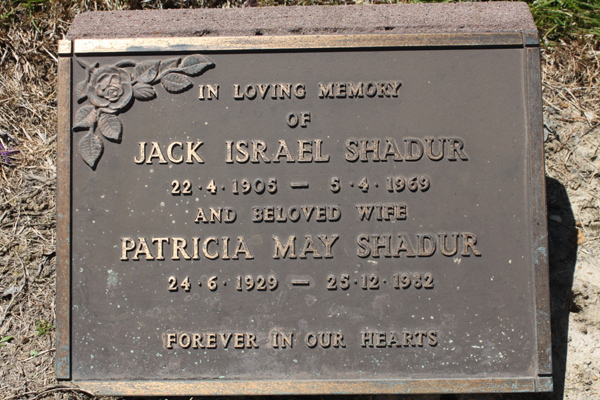 IN LOVING MEMORY
OF
JACK ISRAEL SHADUR
22·4·1905 — 5·4·1969
AND BELOVED WIFE
PATRICIA MAY SHADUR
24·6·1929 — 25·12·1982
FOREVER IN OUR HEARTS